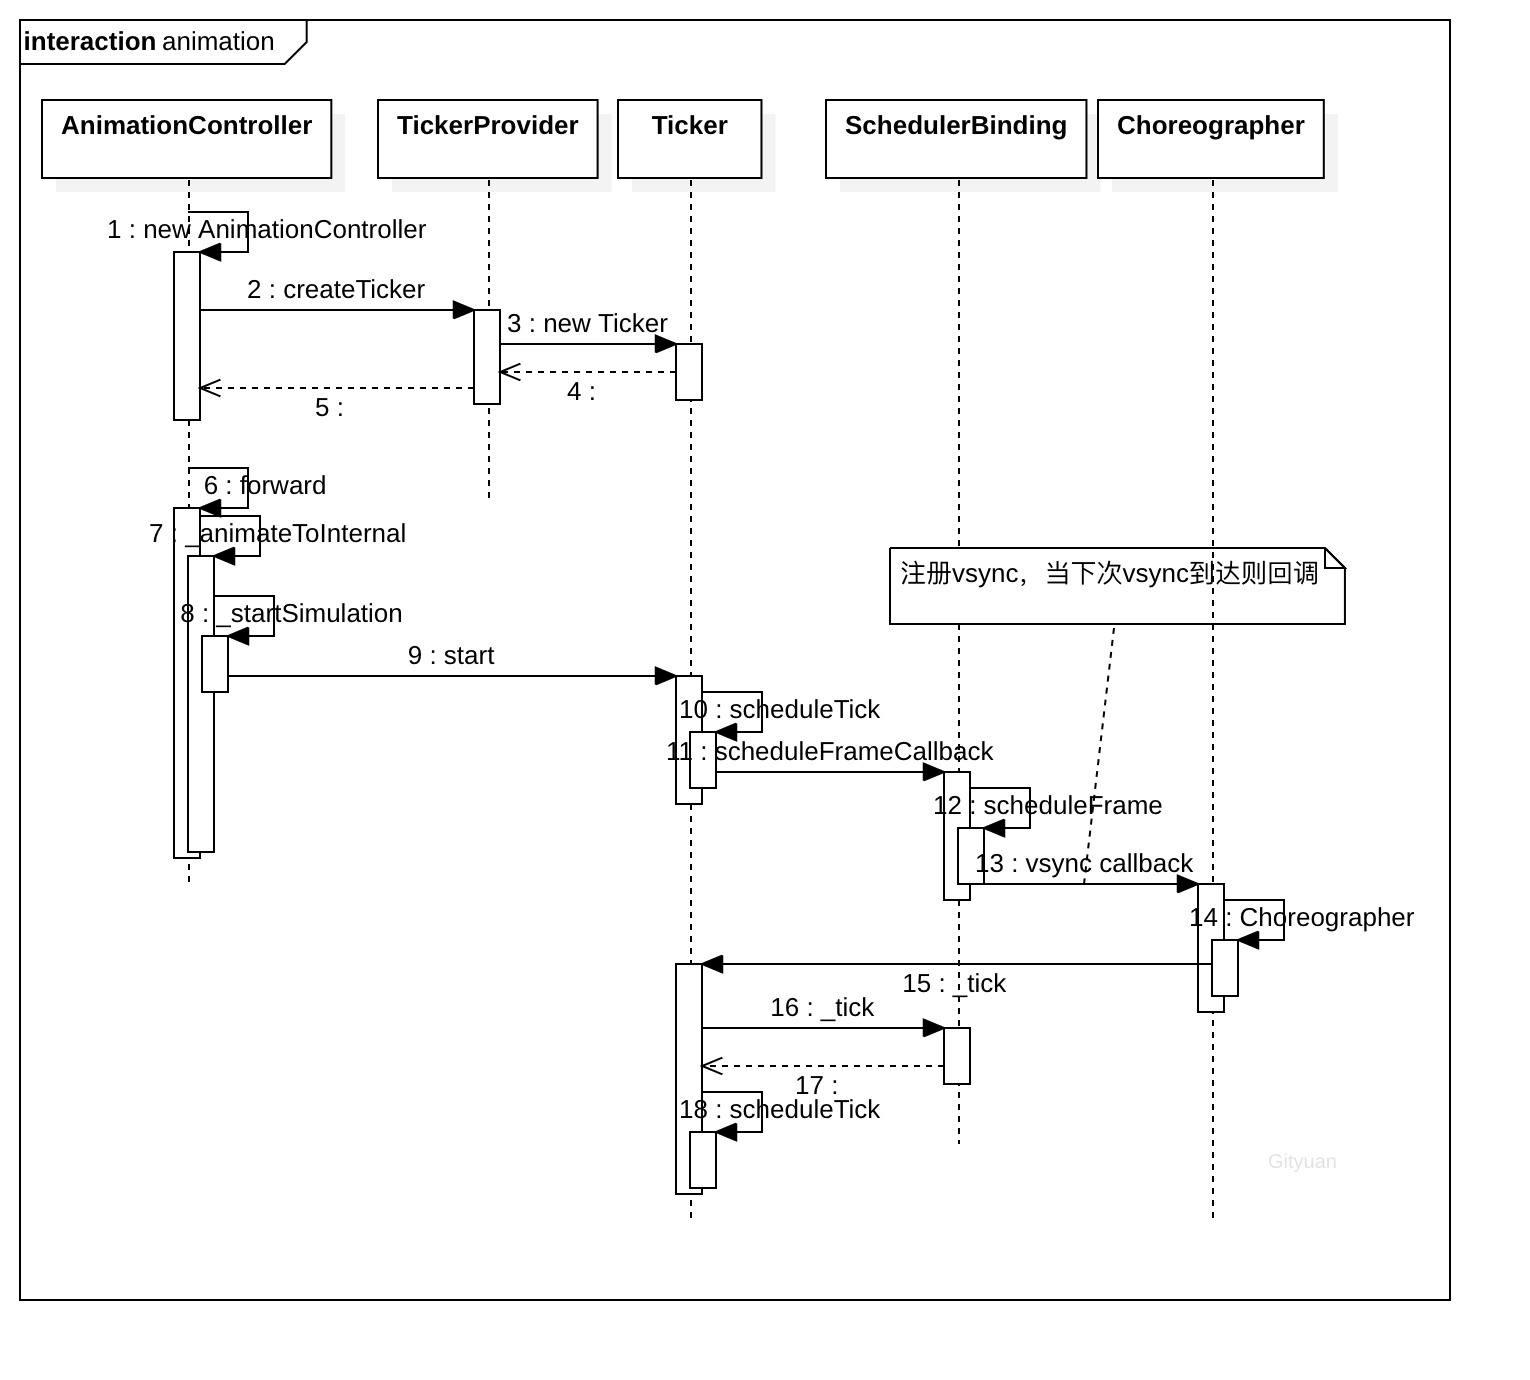 interaction animation
AnimationController
TickerProvider
Ticker
SchedulerBinding
Choreographer
1 : new AnimationController
2 : createTicker
3 : new Ticker
4 :
5 :
6 : forward
7 : _animateToInternal
注册vsync，当下次vsync到达则回调
8 : _startSimulation
9 : start
10 : scheduleTick
11 : scheduleFrameCallback
12 : scheduleFrame
13 : vsync callback
14 : Choreographer
15 : _tick
16 : _tick
17 :
18 : scheduleTick
Gityuan